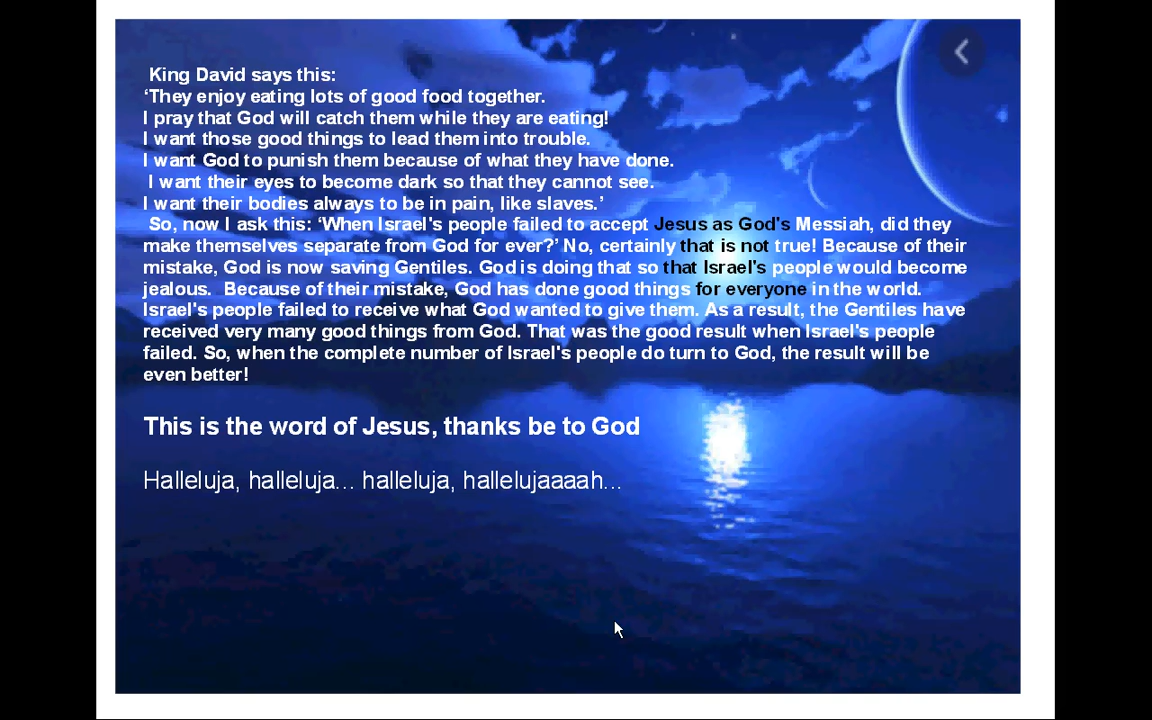 King David says this:
‘They enjoy eating lots of good food together.
I pray that God will catch them while they are eating!
I want those good things to lead them into trouble.
I want God to punish them because of what they have done.
I want their eyes to become dark so that they cannot see.
I want their bodies always to be in pain, like slaves.’
So, now I ask this: ‘When Israel's people failed to accept Jesus as God's Messiah, did they
make themselves separate from God for ever?’ No, certainly that is not true! Because of their
mistake, God is now saving Gentiles. God is doing that so that Israel's people would become
jealous. Because of their mistake, God has done good things for everyone in the world.
Israel's people failed to receive what God wanted to give them. As a result, the Gentiles have
received very many good things from God. That was the good result when Israel's people
failed. So, when the complete number of Israel's people do turn to God, the result will be
even better!
This is the word of Jesus, thanks be to God
Halleluja, halleluja... halleluja, hallelujaaaah...